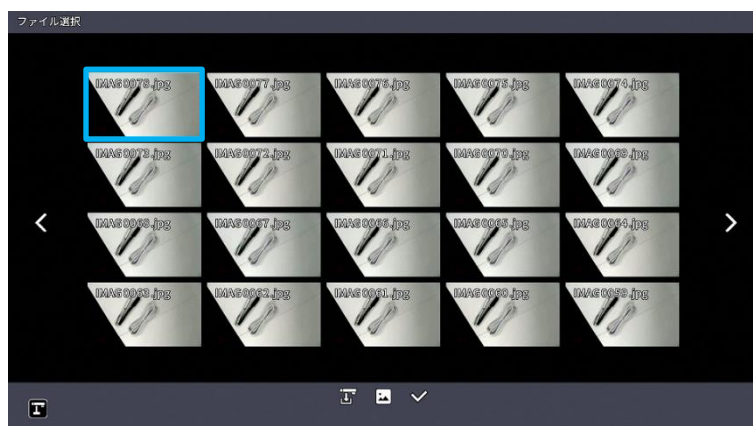 ファイル選択
IMAG0078.jpg IMAG0077.jpg IMAG0076.jpg IMAG0075.jpg IMAG0074.jpg
IMAG0073.jpg IMAG0072.jpg IMAG0071.jpg IMAG0070.jpg IMAG0069.jpg
IMAG0068.jpg IMAG0067.jpg IMAG0066.jpg IMAG0065.jpg IMAG0064.jpg
IMAG0063.jpg IMAG0062.jpg IMAG0061.jpg IMAG0060.jpg IMAG0059.jpg